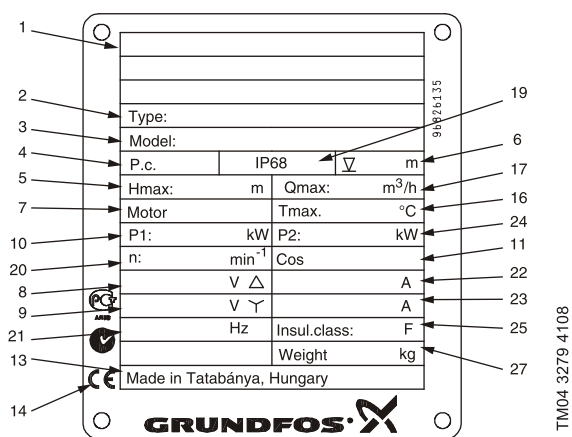 1
2
Type:
96826135
19
3
Model:
4
P.c.
IP68
m
6
5
Hmax: m
Qmax: m³/h
17
7
Motor
Tmax. °C
16
10
P1: kW
P2: kW
24
20
n: min⁻¹
Cos
11
8
V △
A
22
9
V
A
23
21
Hz
Insul.class: F
25
Weight kg
27
13
Made in Tatabánya, Hungary
14
CE
GRUNDFOS
TM04 3279 4108